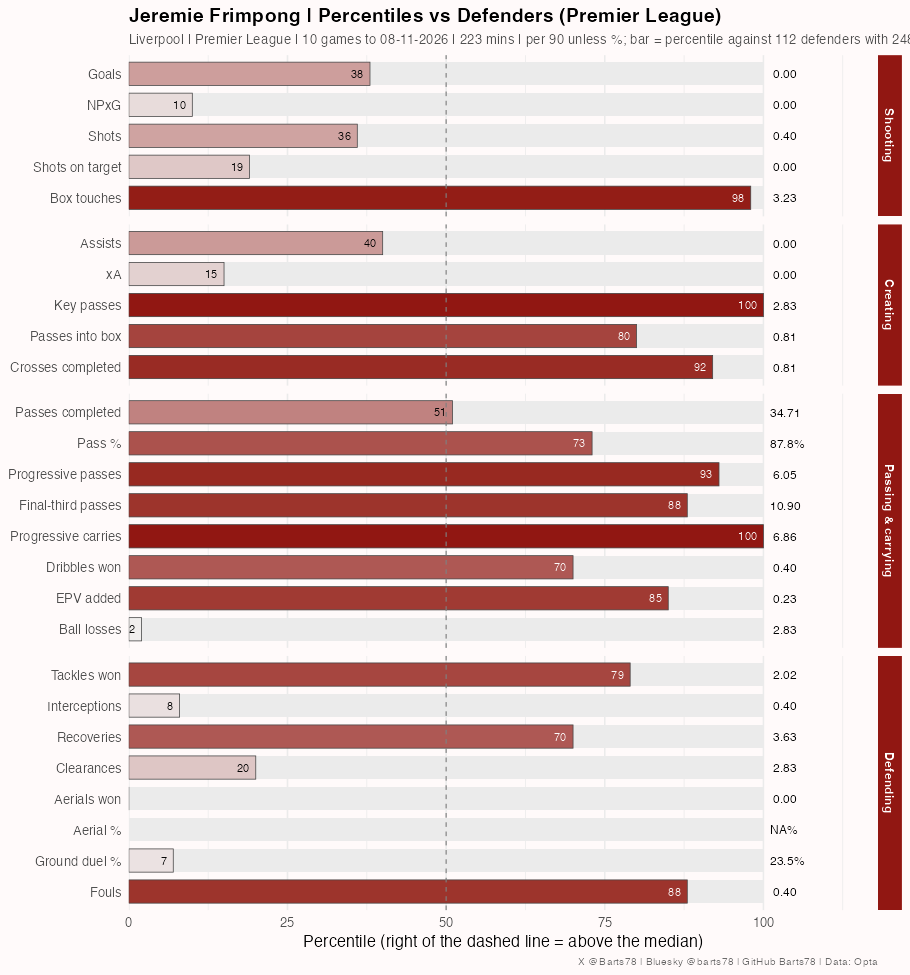 Jeremie Frimpong | Percentiles vs Defenders (Premier League)
Liverpool | Premier League | 10 games to 08-11-2026 | 223 mins | per 90 unless %; bar = percentile against 112 defenders with 248
Goals 38 0.00
NPxG 10 0.00
Shots 36 0.40
Shots on target 19 0.00
Box touches 98 3.23
Shooting
Assists 40 0.00
xA 15 0.00
Key passes 100 2.83
Passes into box 80 0.81
Crosses completed 92 0.81
Creating
Passes completed 51 34.71
Pass % 73 87.8%
Progressive passes 93 6.05
Final-third passes 88 10.90
Progressive carries 100 6.86
Dribbles won 70 0.40
EPV added 85 0.23
Ball losses 2 2.83
Passing & carrying
Tackles won 79 2.02
Interceptions 8 0.40
Recoveries 70 3.63
Clearances 20 2.83
Aerials won 0.00
Aerial % NA%
Ground duel % 7 23.5%
Fouls 88 0.40
Defending
0 25 50 75 100
Percentile (right of the dashed line = above the median)
X @Barts78 | Bluesky @barts78 | GitHub Barts78 | Data: Opta